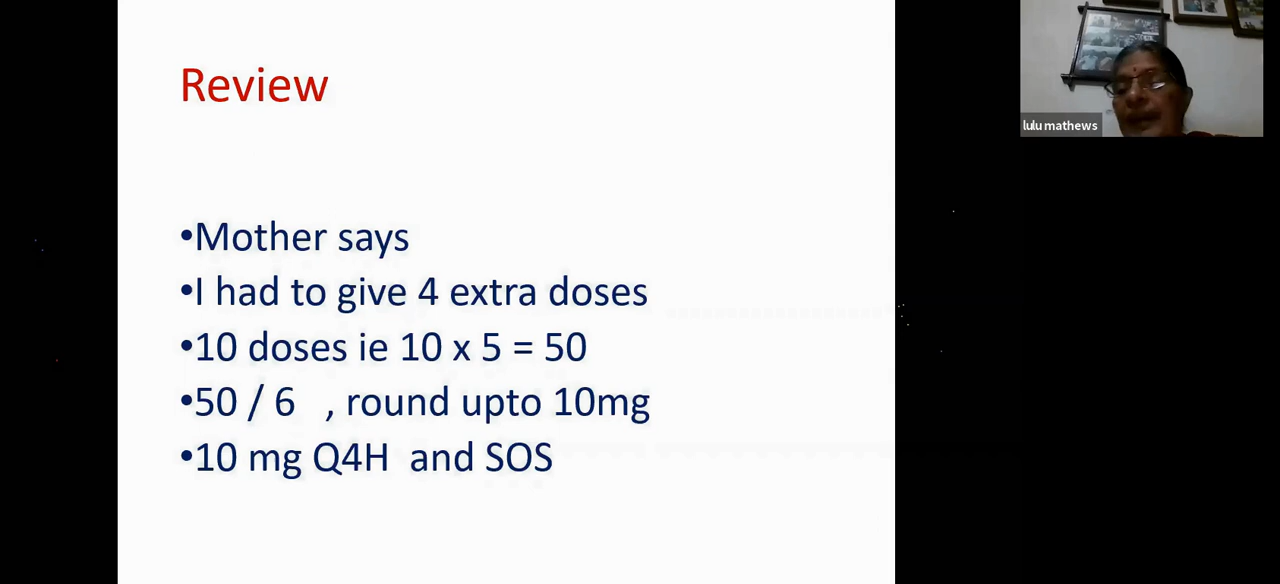 Review
•Mother says
•I had to give 4 extra doses
•10 doses ie 10 x 5 = 50
•50 / 6 , round upto 10mg
•10 mg Q4H and SOS
lulu mathews